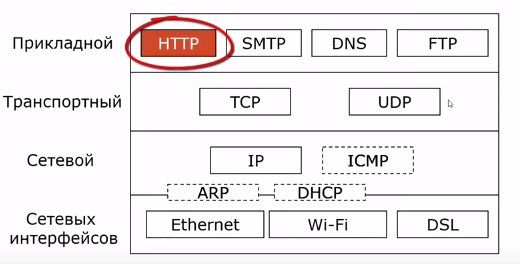 Прикладной HTTP SMTP DNS FTP
Транспортный TCP UDP
Сетевой IP ICMP
ARP DHCP
Сетевых
интерфейсов Ethernet Wi-Fi DSL